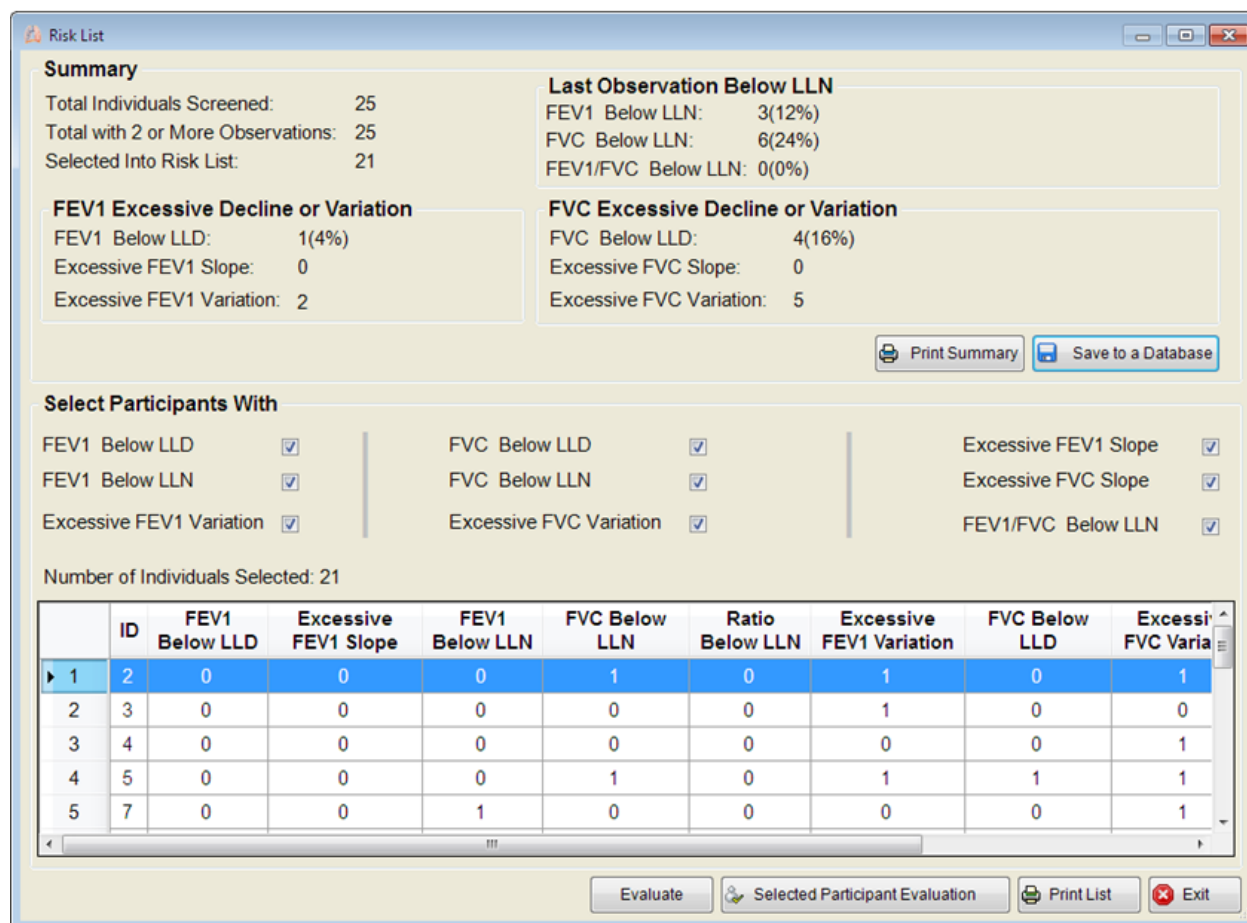 Risk List
Summary
Total Individuals Screened: 25
Total with 2 or More Observations: 25
Selected Into Risk List: 21
Last Observation Below LLN
FEV1 Below LLN: 3(12%)
FVC Below LLN: 6(24%)
FEV1/FVC Below LLN: 0(0%)
FEV1 Excessive Decline or Variation
FEV1 Below LLD: 1(4%)
Excessive FEV1 Slope: 0
Excessive FEV1 Variation: 2
FVC Excessive Decline or Variation
FVC Below LLD: 4(16%)
Excessive FVC Slope: 0
Excessive FVC Variation: 5
Print Summary Save to a Database
Select Participants With
FEV1 Below LLD FVC Below LLD Excessive FEV1 Slope
FEV1 Below LLN FVC Below LLN Excessive FVC Slope
Excessive FEV1 Variation Excessive FVC Variation FEV1/FVC Below LLN
Number of Individuals Selected: 21
ID FEV1 Below LLD Excessive FEV1 Slope FEV1 Below LLN FVC Below LLN Ratio Below LLN Excessive FEV1 Variation FVC Below LLD Excessi FVC Varia
1 2 0 0 0 1 0 1 0 1
2 3 0 0 0 0 0 1 0 0
3 4 0 0 0 0 0 0 0 1
4 5 0 0 0 1 0 1 1 1
5 7 0 0 1 0 0 0 0 1
Evaluate Selected Participant Evaluation Print List Exit